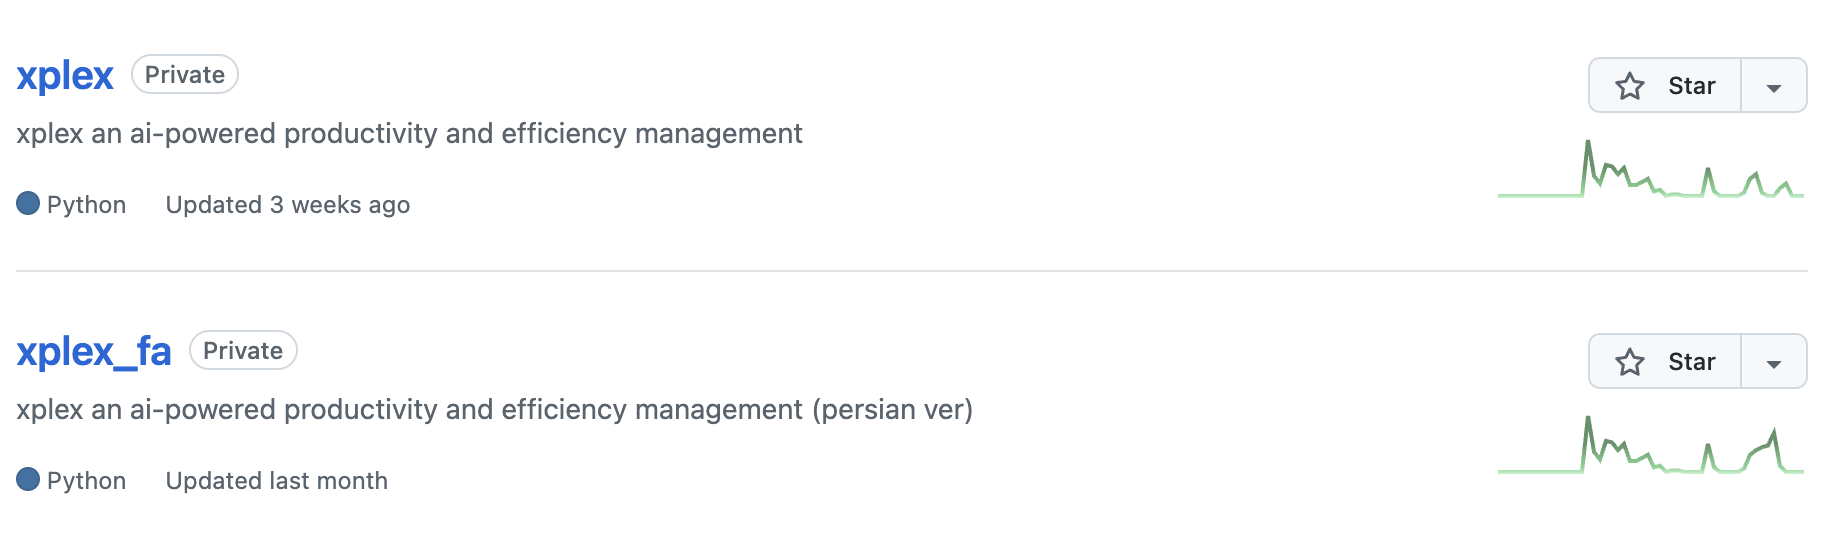 xplex Private
Star
xplex an ai-powered productivity and efficiency management
Python Updated 3 weeks ago
xplex_fa Private
Star
xplex an ai-powered productivity and efficiency management (persian ver)
Python Updated last month